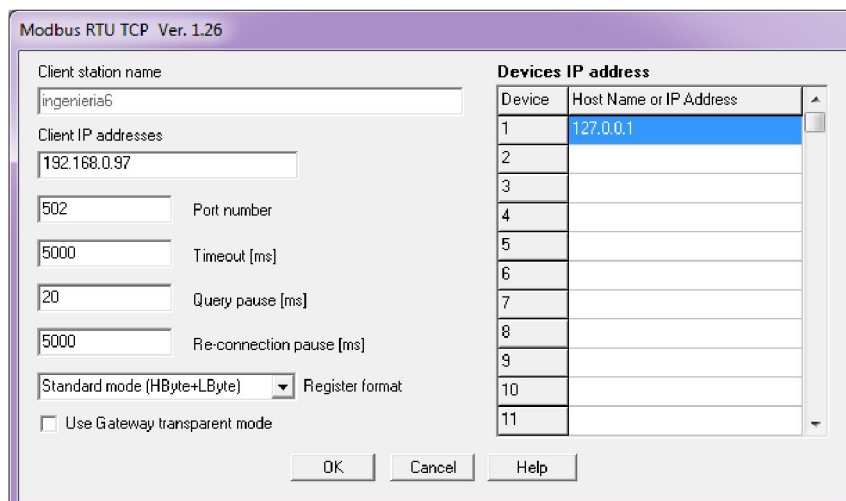 Modbus RTU TCP Ver. 1.26
Client station name
ingenieria6
Client IP addresses
192.168.0.97
502 Port number
5000 Timeout [ms]
20 Query pause [ms]
5000 Re-connection pause [ms]
Standard mode (HByte+LByte) Register format
Use Gateway transparent mode
Devices IP address
Device Host Name or IP Address
1 127.0.0.1
2
3
4
5
6
7
8
9
10
11
OK Cancel Help